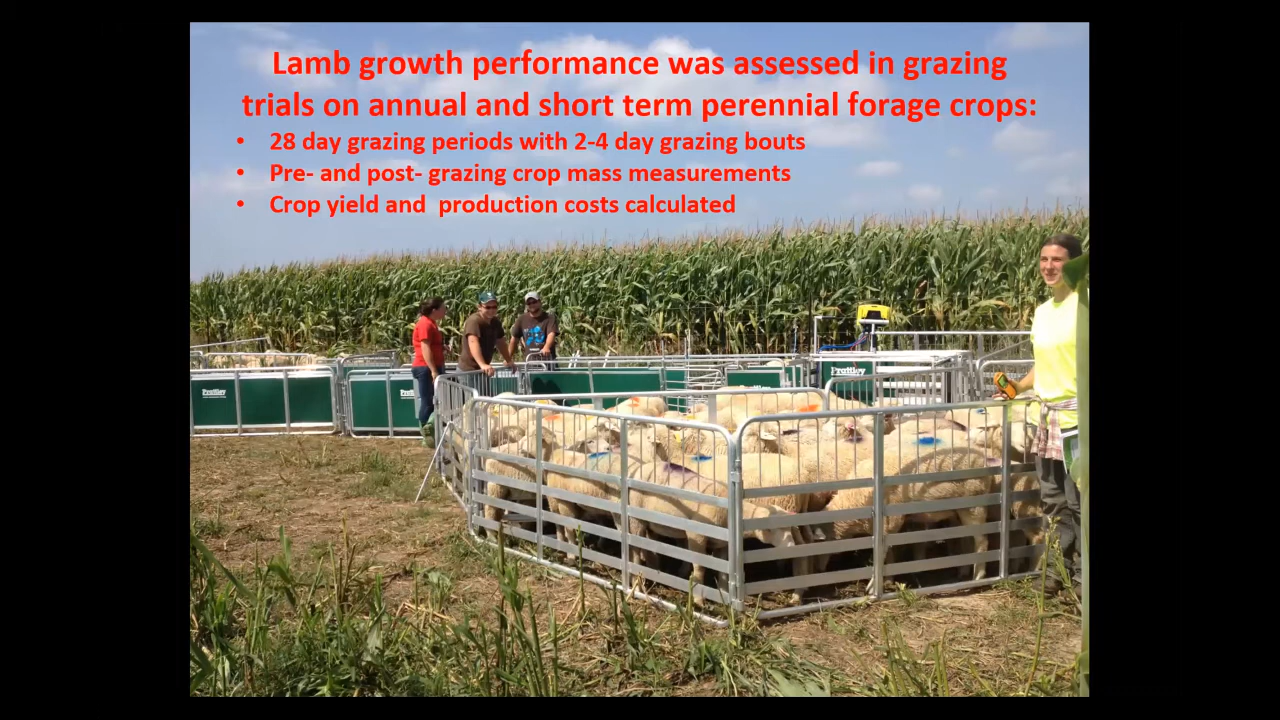 Lamb growth performance was assessed in grazing
trials on annual and short term perennial forage crops:
• 28 day grazing periods with 2-4 day grazing bouts
• Pre- and post- grazing crop mass measurements
• Crop yield and  production costs calculated
Prattley
Prattley
Prattley
Prattley